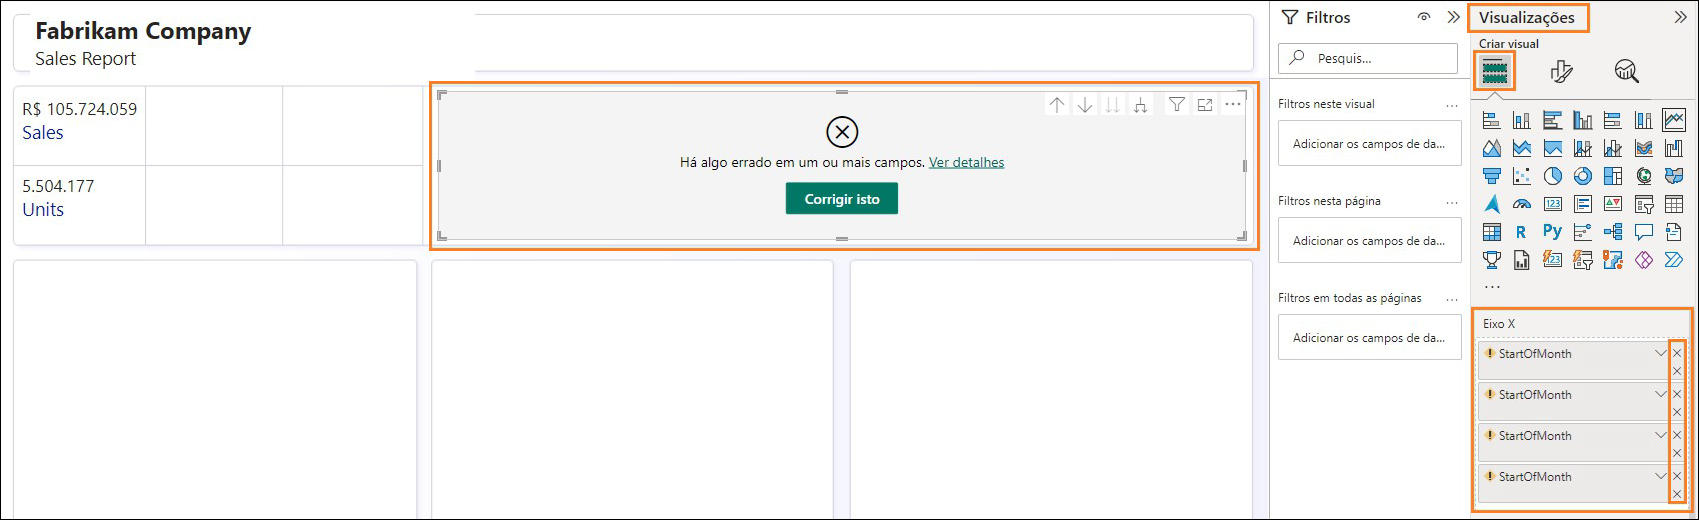 Fabrikam Company
Sales Report
R$ 105.724.059
Sales
5.504.177
Units
Há algo errado em um ou mais campos. Ver detalhes
Corrigir isto
Filtros
Pesquis...
Filtros neste visual
...
Adicionar os campos de da...
Filtros nesta página
...
Adicionar os campos de da...
Filtros em todas as páginas
...
Adicionar os campos de da...
Visualizações
Criar visual
123
R
Py
123
...
Eixo X
StartOfMonth
StartOfMonth
StartOfMonth
StartOfMonth